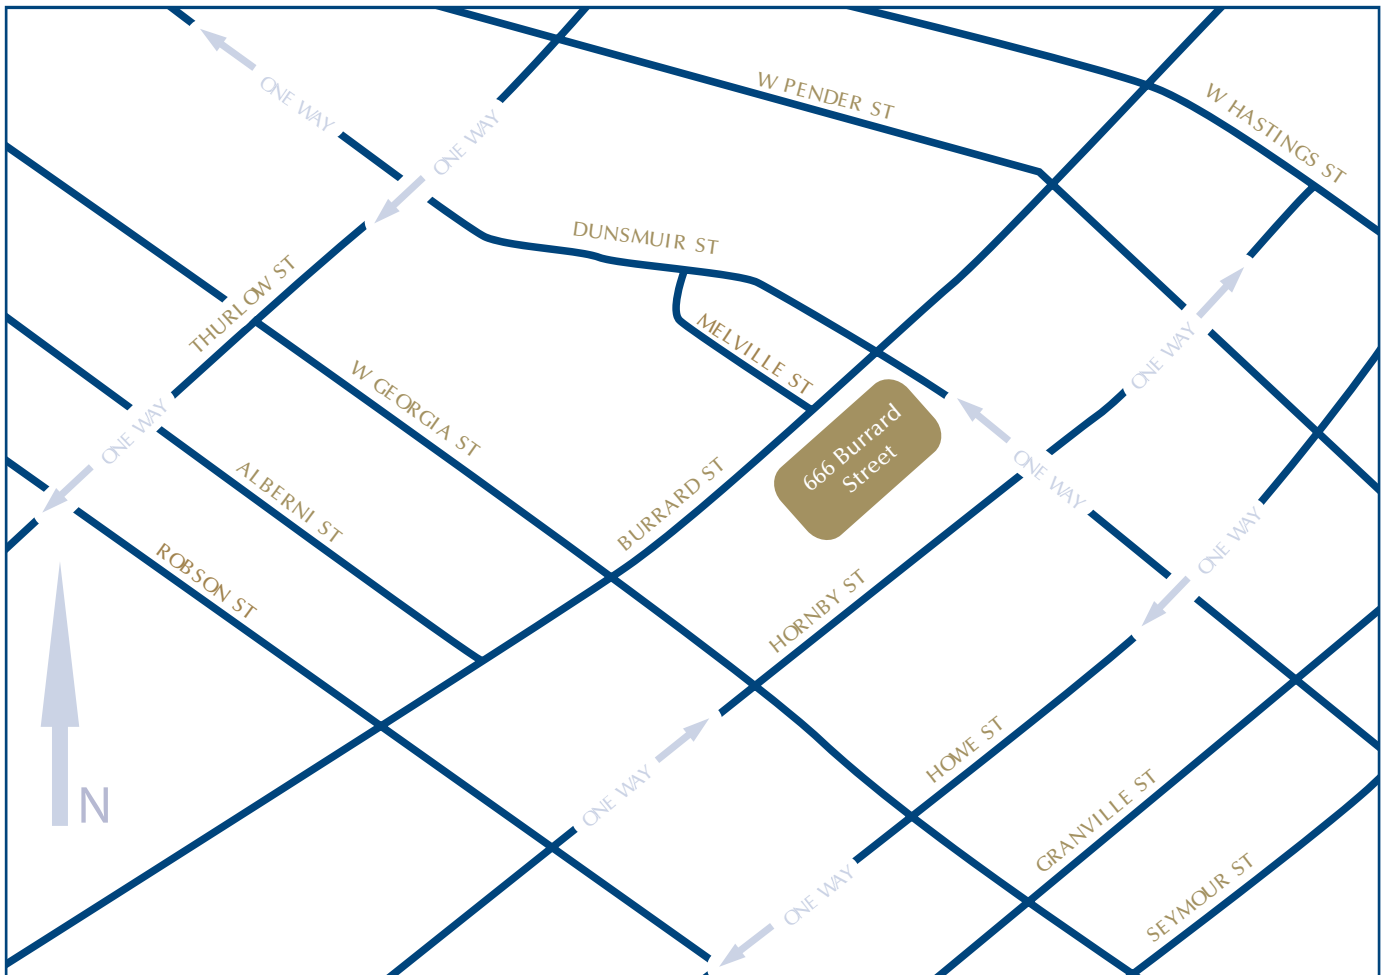 W PENDER ST
W HASTINGS ST
ONE WAY
ONE WAY
DUNSMUIR ST
THURLOW ST
ONE WAY
MELVILLE ST
W GEORGIA ST
666 Burrard
Street
ONE WAY
ONE WAY
ALBERNI ST
BURRARD ST
ONE WAY
ROBSON ST
HORNBY ST
HOWE ST
ONE WAY
N
GRANVILLE ST
ONE WAY
SEYMOUR ST